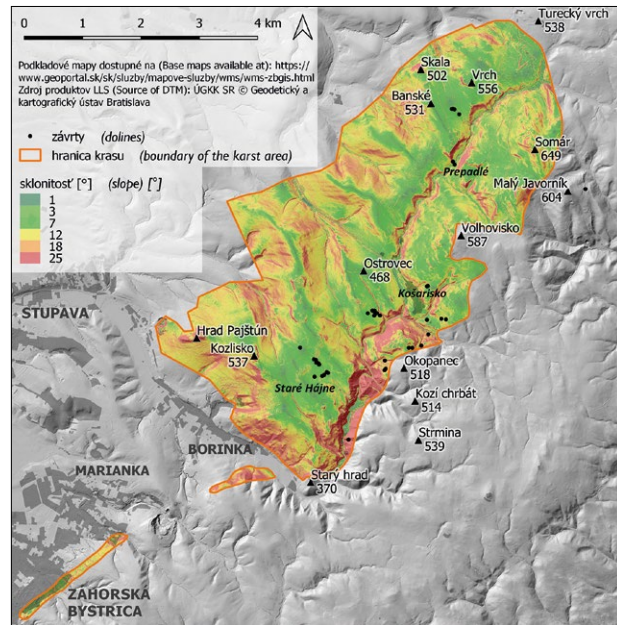 0 1 2 3 4 km
Podkladové mapy dostupné na (Base maps available at): https://
www.geoportal.sk/sk/sluzby/mapove-sluzby/wms/wms-zbgis.html
Zdroj produktov LLS (Source of DTM): ÚGKK SR © Geodetický a
kartografický ústav Bratislava
závrty (dolines)
hranica krasu (boundary of the karst area)
sklonitosť [°] (slope) [°]
1
3
7
12
18
25
Turecký vrch
538
Skala
502
Vrch
556
Banské
531
Somár
649
Prepadlé
Malý Javorník
604
Volhovisko
587
Ostrovec
468
Košarisko
STUPAVA
Hrad Pajštún
Kozlisko
537
Okopanec
518
Staré Hájne
Kozí chrbát
514
BORINKA
Strmina
539
MARIANKA
Starý hrad
370
ZÁHORSKÁ
BYSTRICA